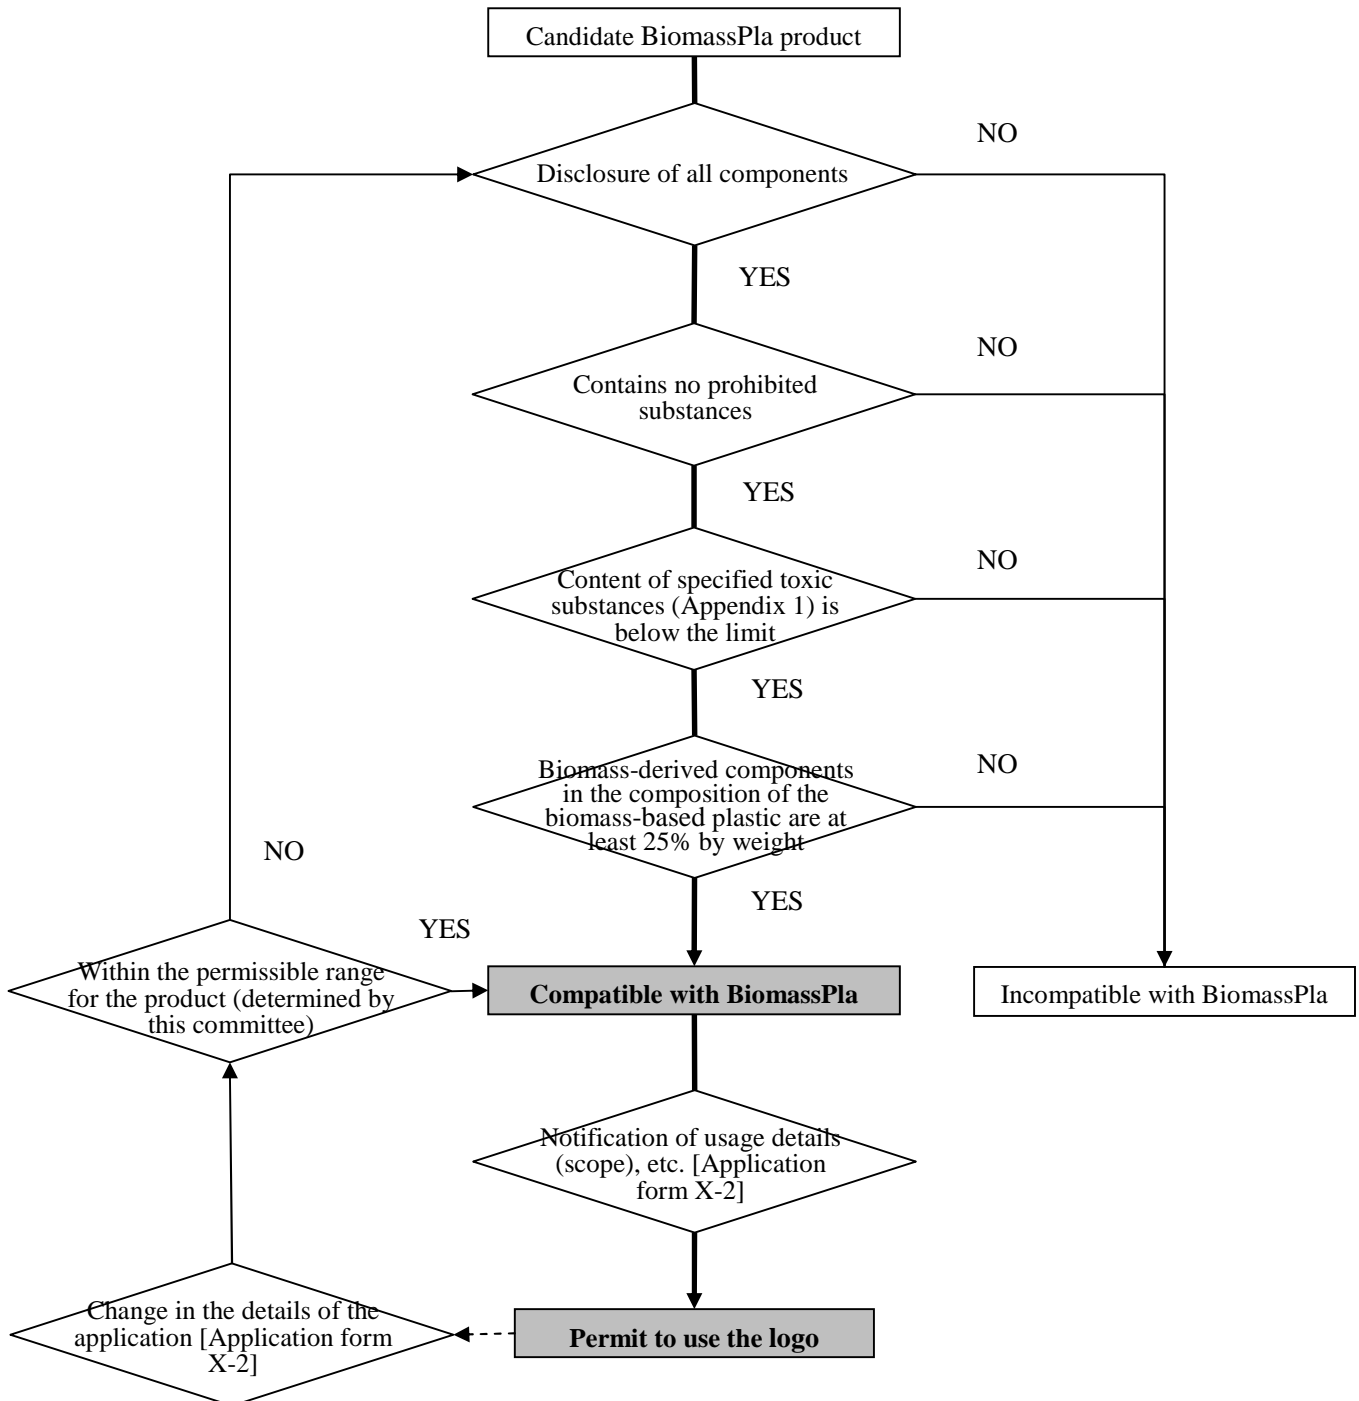 Candidate BiomassPla product
NO
Disclosure of all components
YES
NO
Contains no prohibited
substances
YES
NO
Content of specified toxic
substances (Appendix 1) is
below the limit
YES
NO
Biomass-derived components
in the composition of the
biomass-based plastic are at
least 25% by weight
NO
YES
YES
Within the permissible range
for the product (determined by
this committee)
Compatible with BiomassPla
Incompatible with BiomassPla
Notification of usage details
(scope), etc. [Application
form X-2]
Change in the details of the
application [Application form
X-2]
Permit to use the logo